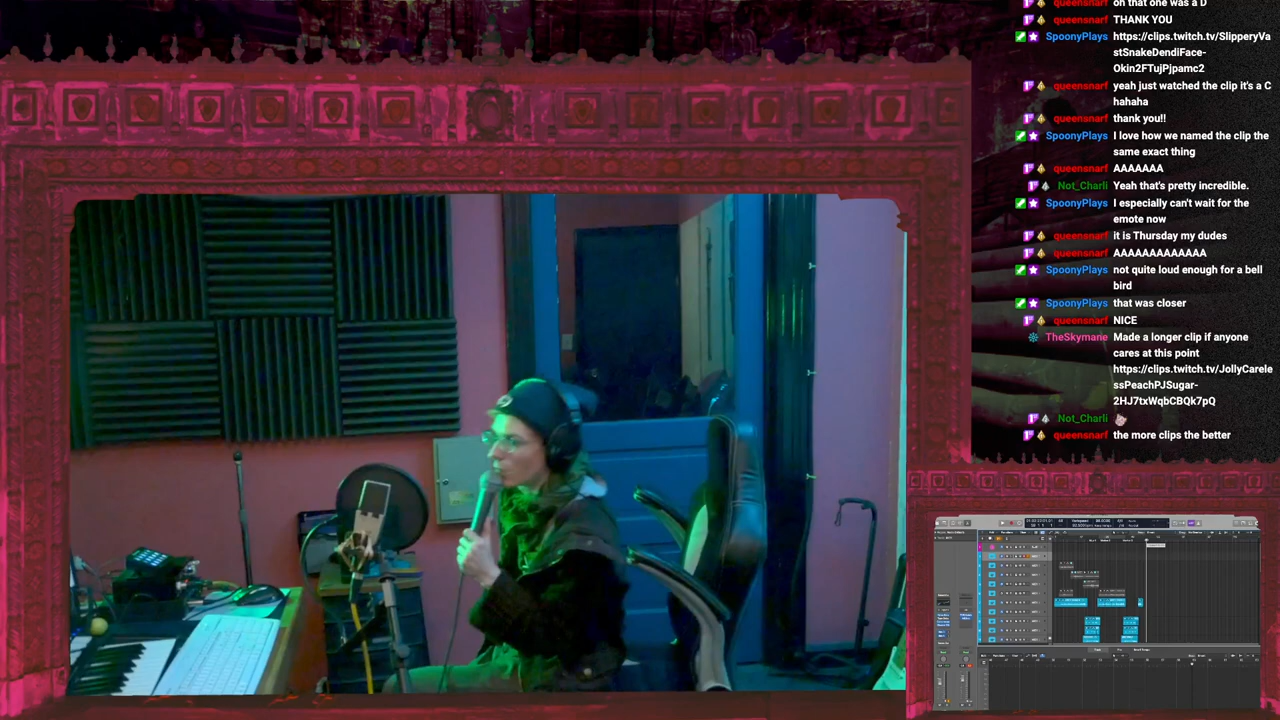 queensnarf on that one was a D
queensnarf THANK YOU
SpoonyPlays https://clips.twitch.tv/SlipperyVa
stSnakeDendiFace-
Okin2FTujPjpamc2
queensnarf yeah just watched the clip it's a C
hahaha
queensnarf thank you!!
SpoonyPlays I love how we named the clip the
same exact thing
queensnarf AAAAAAA
Not_Charli Yeah that's pretty incredible.
SpoonyPlays I especially can't wait for the
emote now
queensnarf it is Thursday my dudes
queensnarf AAAAAAAAAAAAA
SpoonyPlays not quite loud enough for a bell
bird
SpoonyPlays that was closer
queensnarf NICE
TheSkymane Made a longer clip if anyone
cares at this point
https://clips.twitch.tv/JollyCarele
ssPeachPJSugar-
2HJ7txWqbCBQk7pQ
Not_Charli
queensnarf the more clips the better